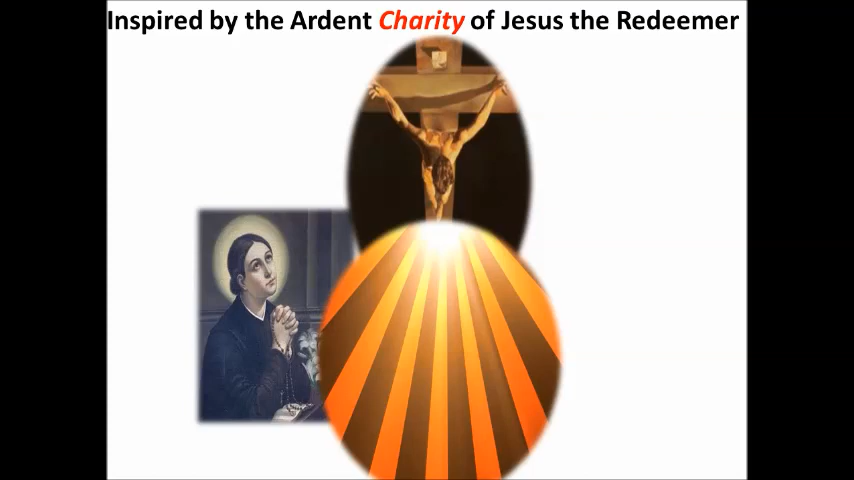 Inspired by the Ardent Charity of Jesus the Redeemer